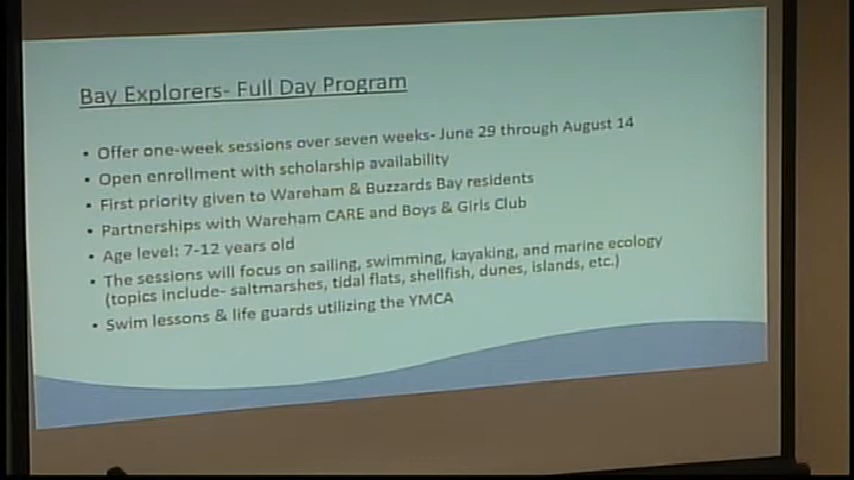 Bay Explorers- Full Day Program
• Offer one-week sessions over seven weeks- June 29 through August 14
• Open enrollment with scholarship availability
• First priority given to Wareham & Buzzards Bay residents
• Partnerships with Wareham CARE and Boys & Girls Club
• Age level: 7-12 years old
• The sessions will focus on sailing, swimming, kayaking, and marine ecology
(topics include- saltmarshes, tidal flats, shellfish, dunes, islands, etc.)
• Swim lessons & life guards utilizing the YMCA